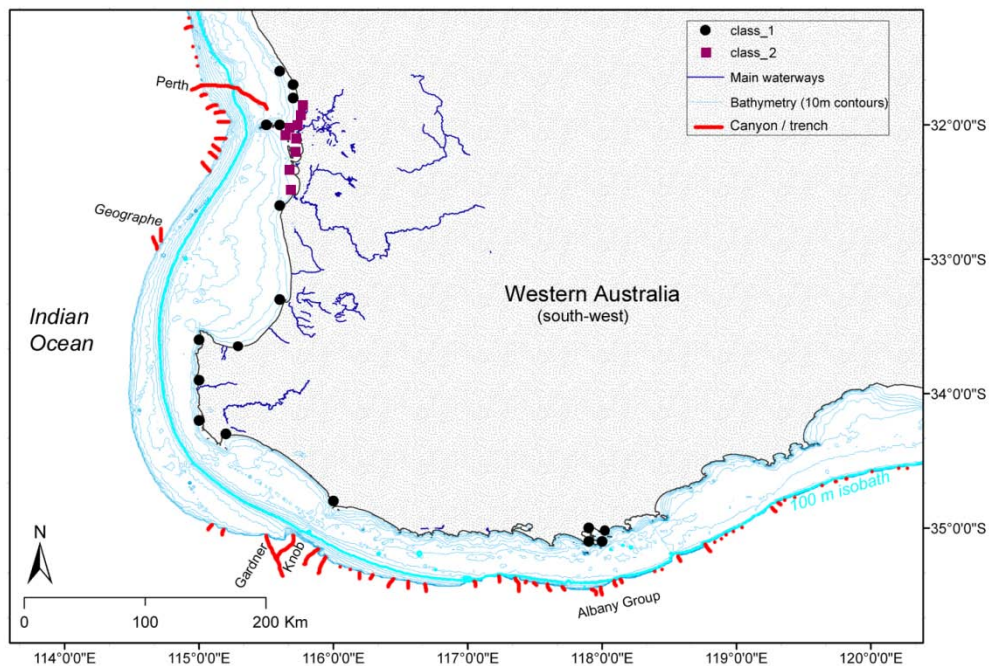 class_1
class_2
Main waterways
Bathymetry (10m contours)
Canyon / trench
Perth
32°0'0"S
Geographe
33°0'0"S
Western Australia
(south-west)
Indian
Ocean
34°0'0"S
100 m isobath
35°0'0"S
N
Gardner
Knob
Albany Group
0 100 200 Km
114°0'0"E 115°0'0"E 116°0'0"E 117°0'0"E 118°0'0"E 119°0'0"E 120°0'0"E